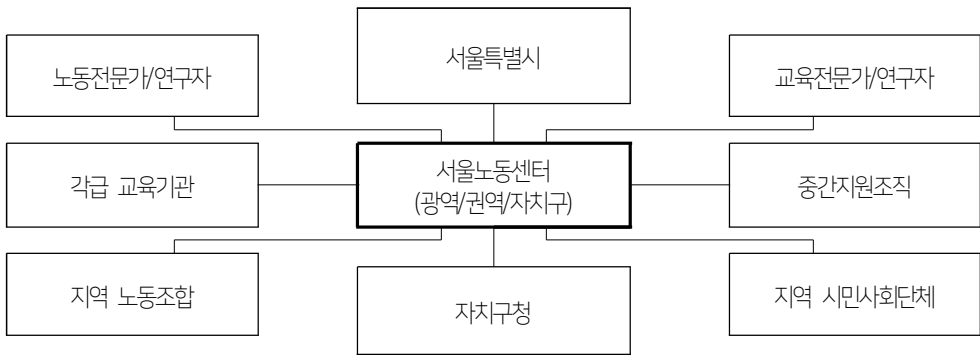 노동전문가/연구자
서울특별시
교육전문가/연구자
각급 교육기관
서울노동센터
(광역/권역/자치구)
중간지원조직
지역 노동조합
자치구청
지역 시민사회단체